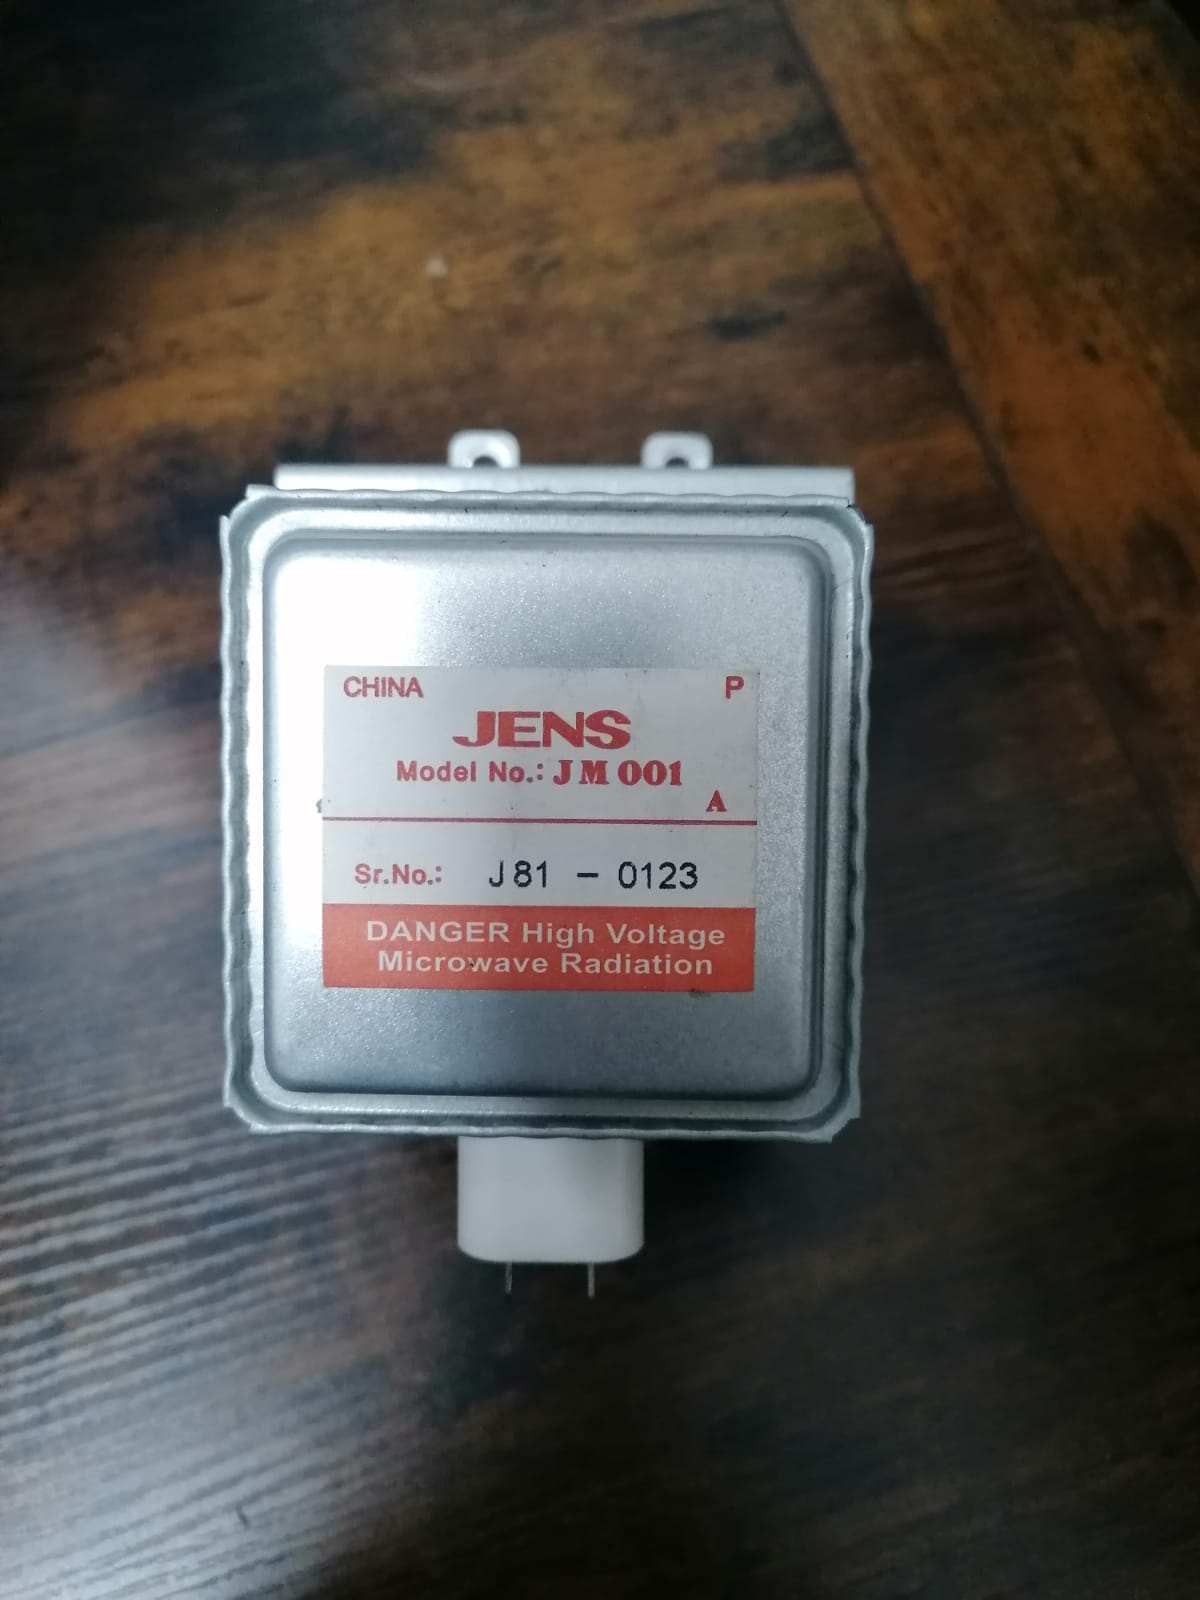 CHINA P
JENS
Model No.: JM 001
A
Sr.No.: J81 - 0123
DANGER High Voltage
Microwave Radiation